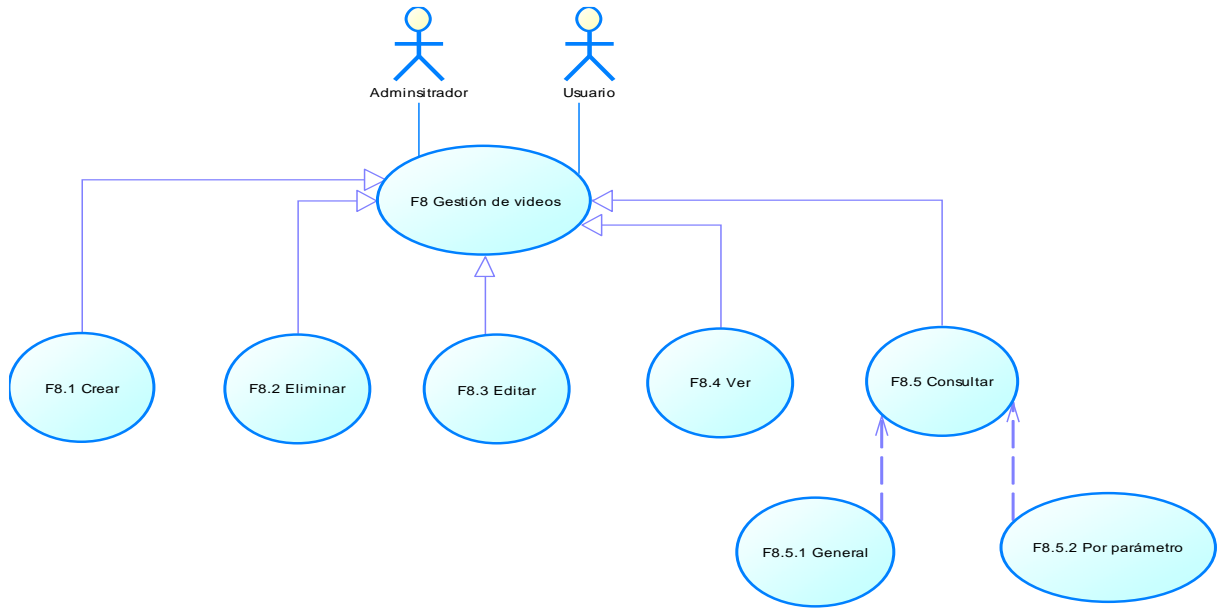 Adminsitrador
Usuario
F8 Gestión de videos
F8.1 Crear
F8.2 Eliminar
F8.3 Editar
F8.4 Ver
F8.5 Consultar
F8.5.1 General
F8.5.2 Por parámetro